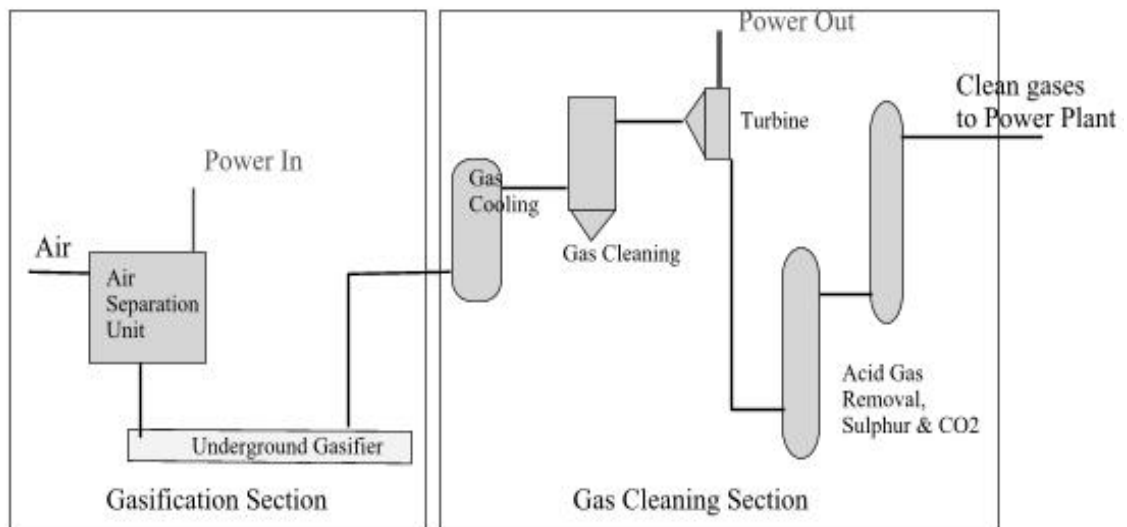 Power Out
Clean gases
to Power Plant
Turbine
Power In
Gas
Cooling
Gas Cleaning
Air
Air
Separation
Unit
Acid Gas
Removal,
Sulphur & CO2
Underground Gasifier
Gasification Section
Gas Cleaning Section